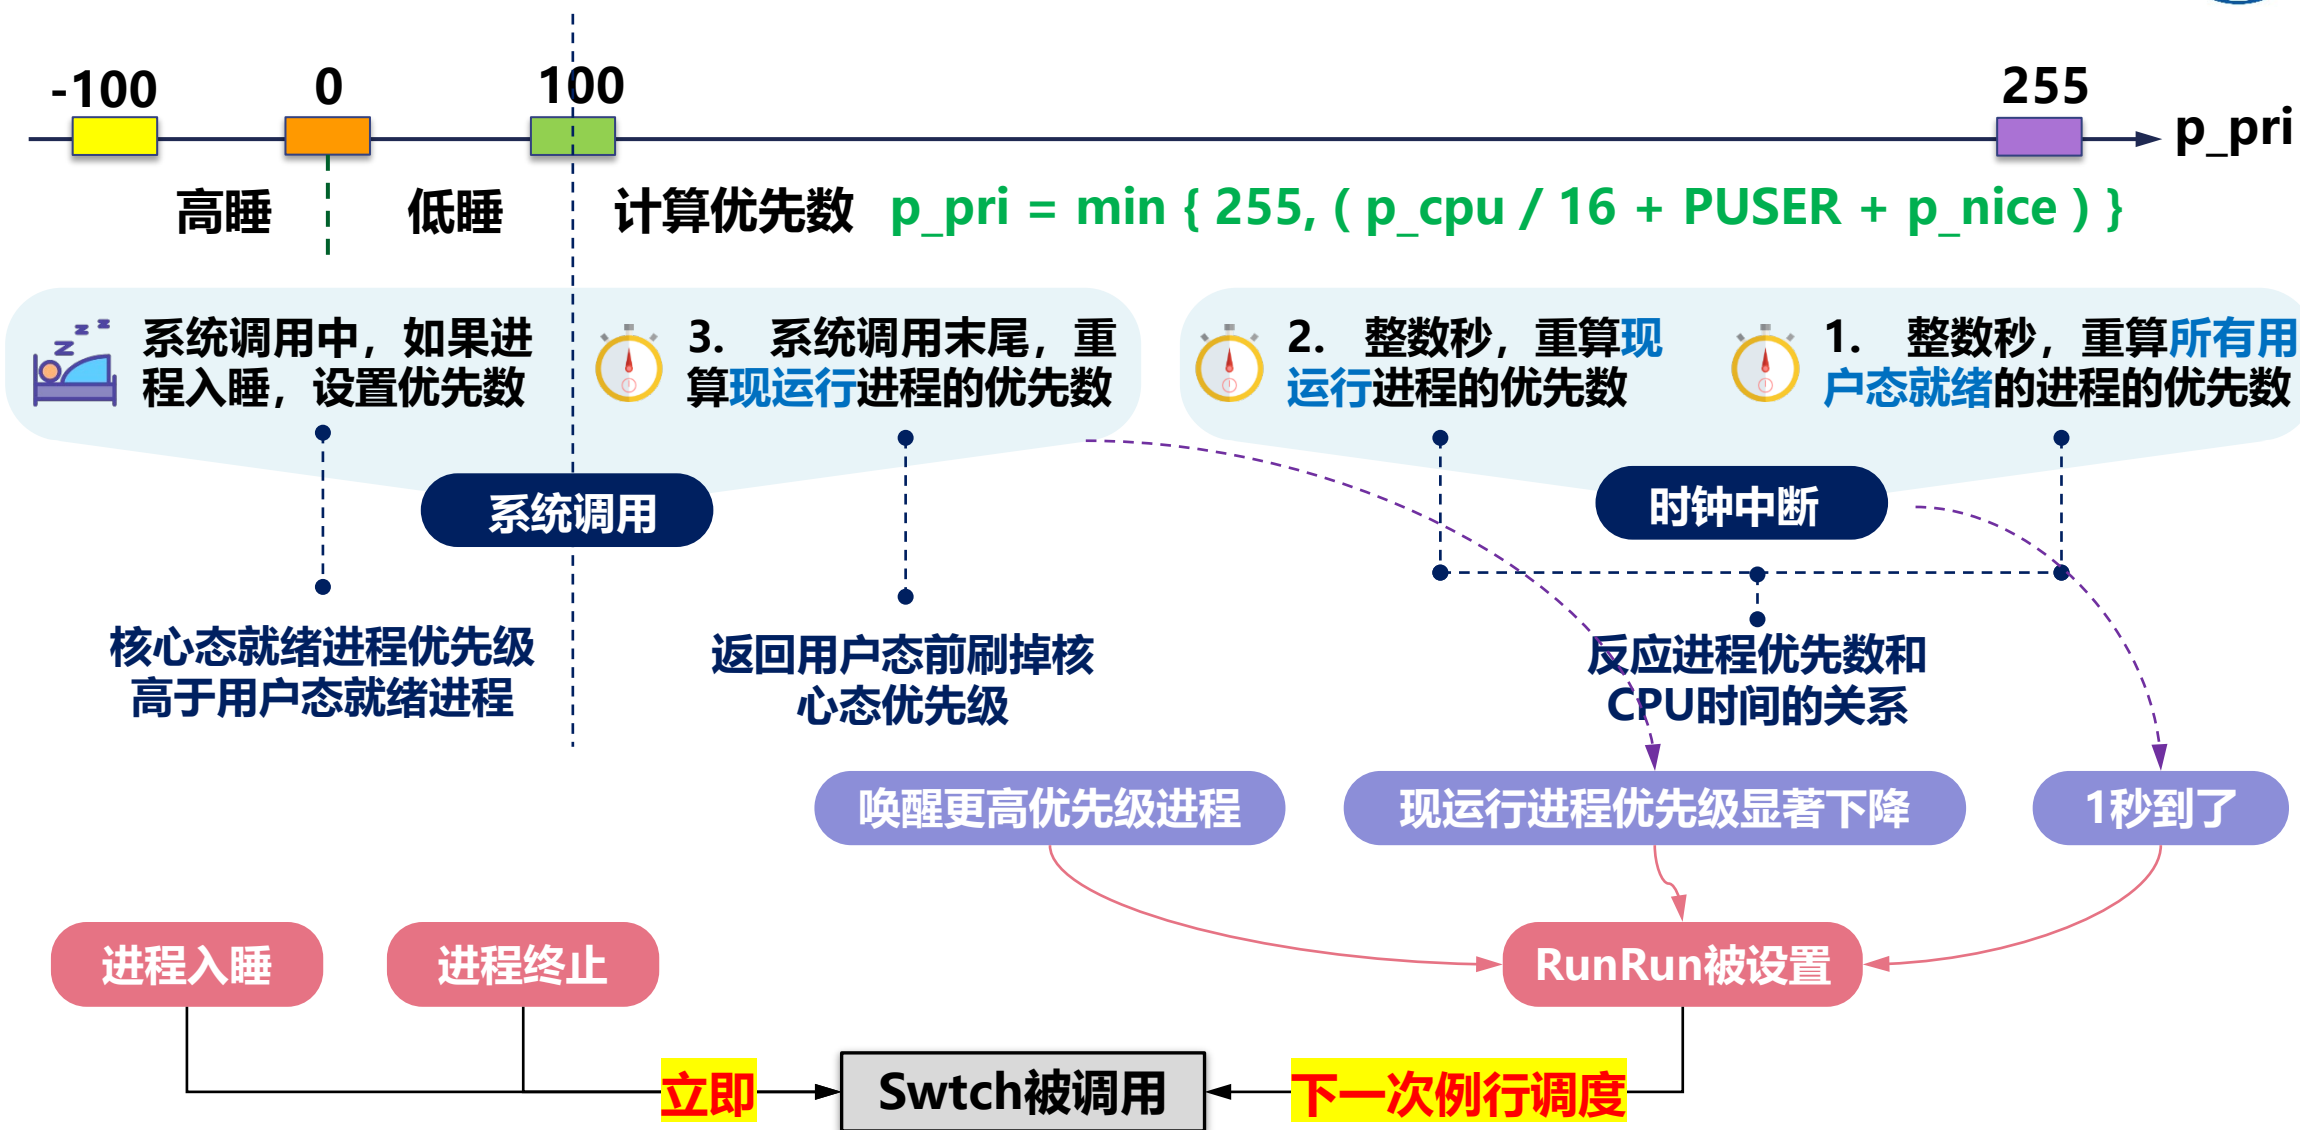 -100
0
100
255
p_pri
高睡
低睡
计算优先数 p_pri = min { 255, ( p_cpu / 16 + PUSER + p_nice ) }
系统调用中，如果进
程入睡，设置优先数
3. 系统调用末尾，重
算现运行进程的优先数
2. 整数秒，重算现
运行进程的优先数
1. 整数秒，重算所有用
户态就绪的进程的优先数
系统调用
时钟中断
核心态就绪进程优先级
高于用户态就绪进程
返回用户态前刷掉核
心态优先级
反应进程优先数和
CPU时间的关系
唤醒更高优先级进程
现运行进程优先级显著下降
1秒到了
进程入睡
进程终止
RunRun被设置
立即
Swtch被调用
下一次例行调度